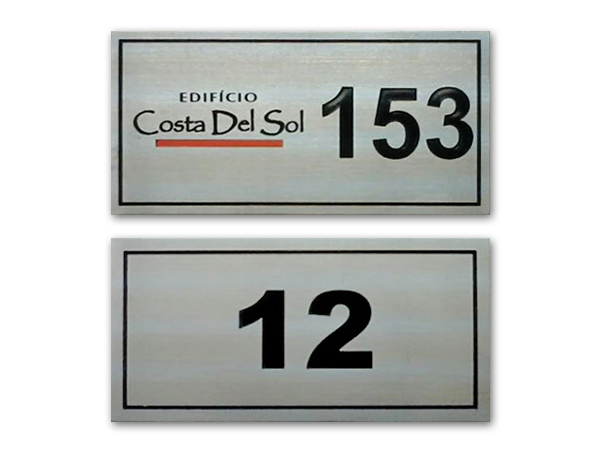 EDIFÍCIO
Costa Del Sol 153
12